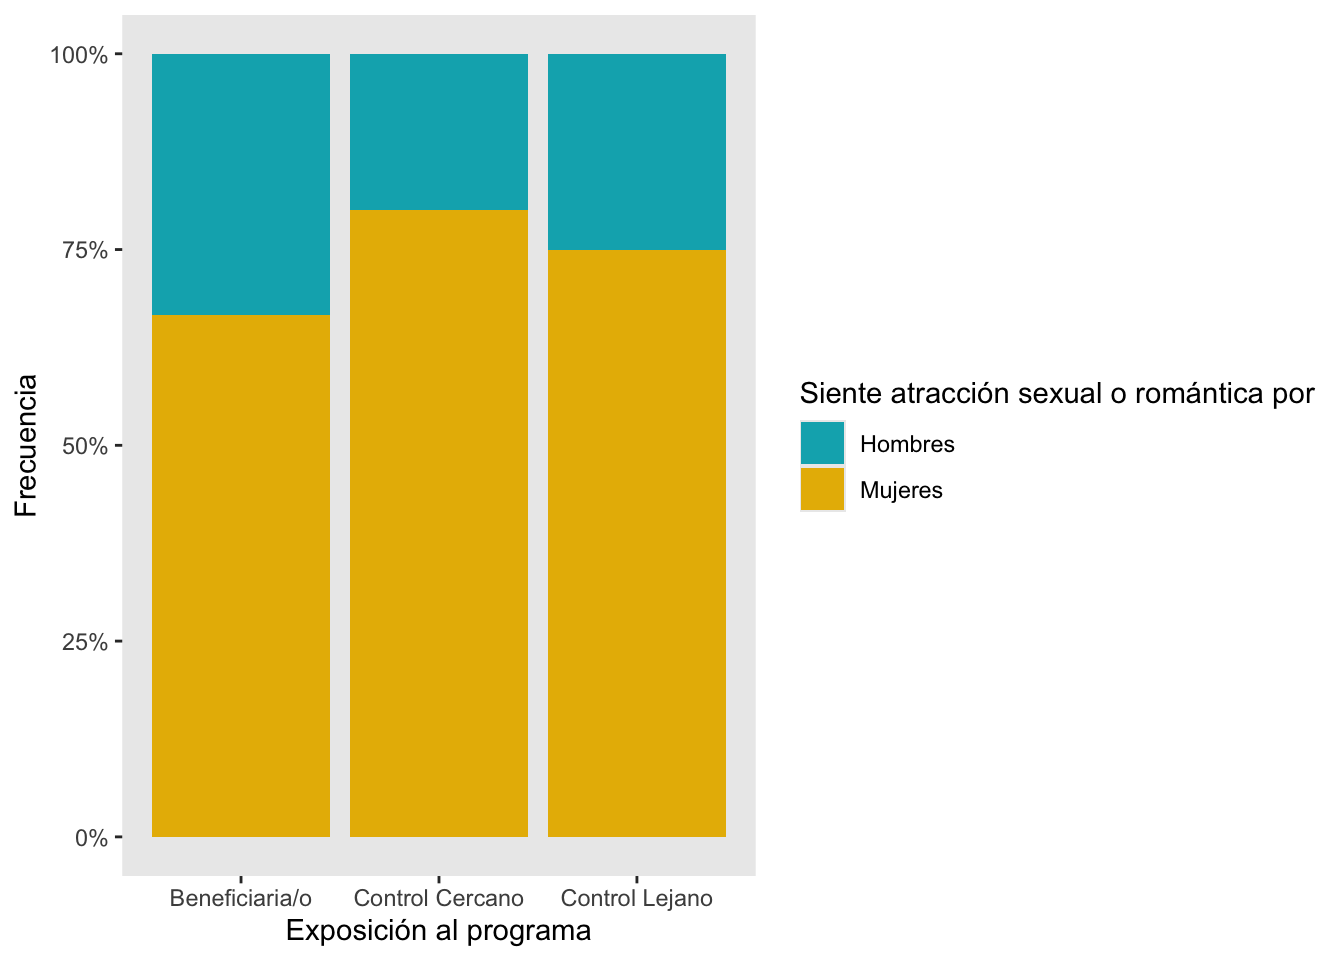 100%
75%
50%
25%
0%
Frecuencia
Beneficiaria/o
Control Cercano
Control Lejano
Exposición al programa
Siente atracción sexual o romántica por
Hombres
Mujeres